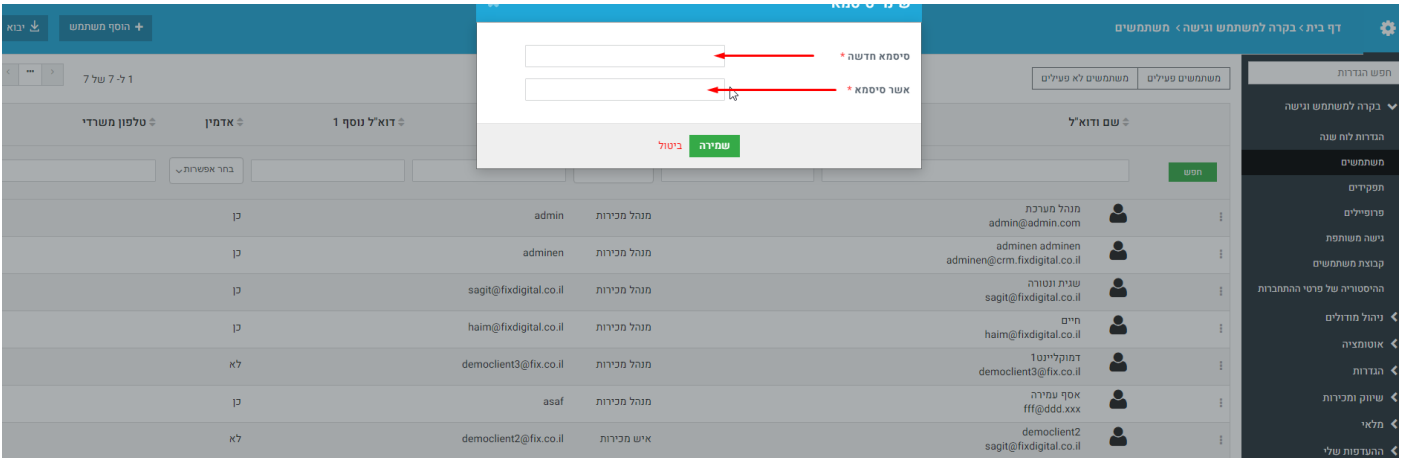 שינוי סיסמא
דף בית › בקרה למשתמש וגישה › משתמשים
+ הוסף משתמש
יבוא
סיסמא חדשה *
אשר סיסמא *
שמירה
ביטול
חפש הגדרות
בקרה למשתמש וגישה
הגדרות לוח שנה
משתמשים
תפקידים
פרופיילים
גישה משותפת
קבוצת משתמשים
ההיסטוריה של פרטי ההתחברות
ניהול מודולים
אוטומציה
הגדרות
שיווק ומכירות
מלאי
ההעדפות שלי
משתמשים פעילים
משתמשים לא פעילים
1 ל- 7 של 7
שם ודוא"ל
דוא"ל נוסף 1
אדמין
טלפון משרדי
חפש
בחר אפשרות
מנהל מערכת
admin@admin.com
מנהל מכירות
admin
כן
adminen adminen
adminen@crm.fixdigital.co.il
מנהל מכירות
adminen
כן
שגית ונטורה
sagit@fixdigital.co.il
מנהל מכירות
sagit@fixdigital.co.il
כן
חיים
haim@fixdigital.co.il
מנהל מכירות
haim@fixdigital.co.il
כן
דמוקליינט1
democlient3@fix.co.il
מנהל מכירות
democlient3@fix.co.il
לא
אסף עמירה
fff@ddd.xxx
מנהל מכירות
asaf
כן
democlient2
sagit@fixdigital.co.il
איש מכירות
democlient2@fix.co.il
לא